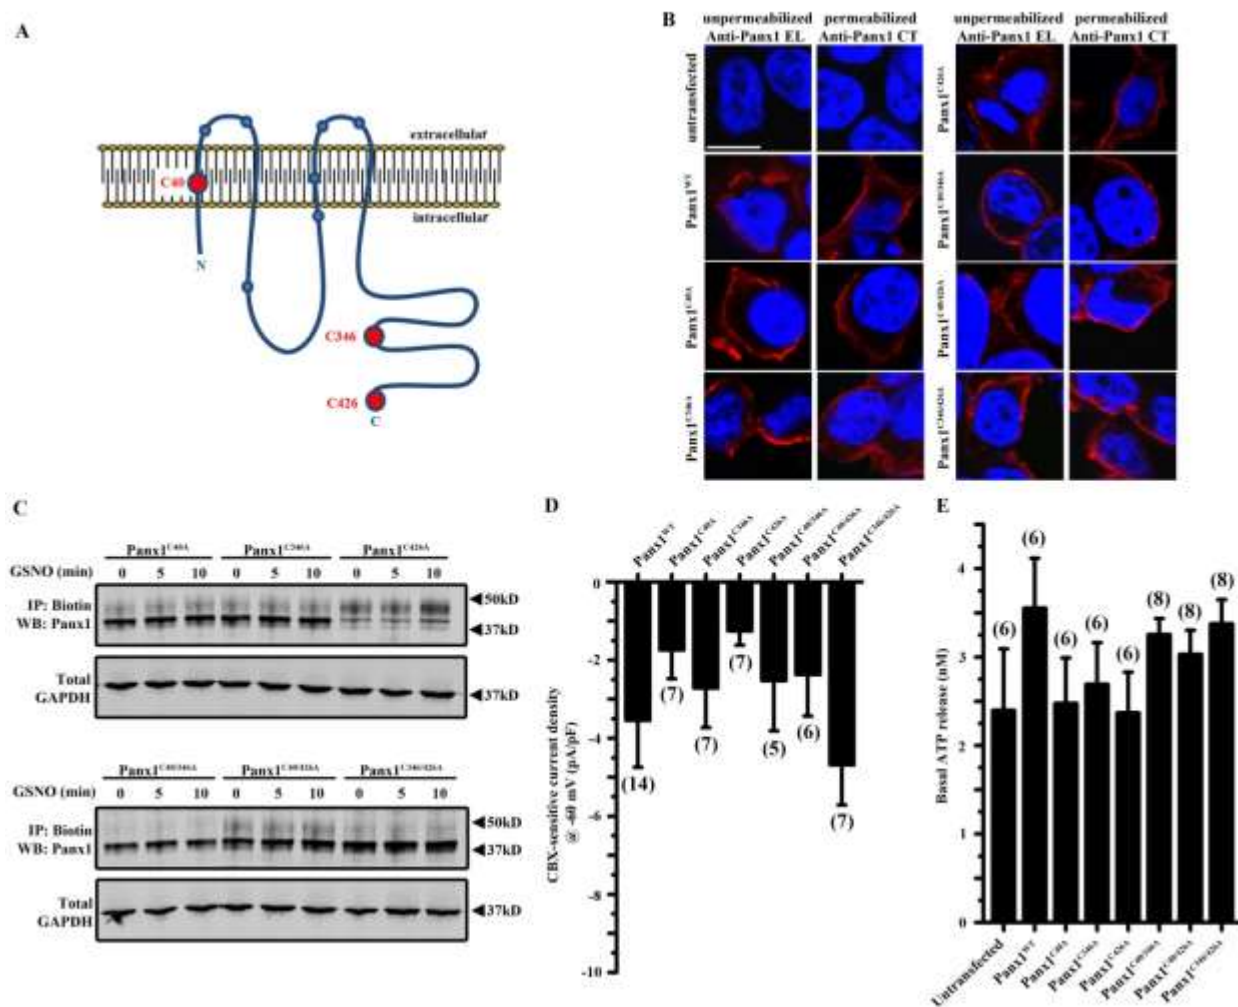 A
extracellular
C40
intracellular
N
C346
C426
C
B
unpermeabilized permeabilized
Anti-Panx1 EL Anti-Panx1 CT
unpermeabilized permeabilized
Anti-Panx1 EL Anti-Panx1 CT
untransfected
Panx1WT
Panx1C40A
Panx1C346A
Panx1C426A
Panx1C40/346A
Panx1C40/426A
Panx1C346/426A
C
Panx1C40A Panx1C346A Panx1C426A
GSNO (min) 0 5 10 0 5 10 0 5 10
IP: Biotin
WB: Panx1
50kD
37kD
Total
GAPDH
37kD
Panx1C40/346A Panx1C40/426A Panx1C346/426A
GSNO (min) 0 5 10 0 5 10 0 5 10
IP: Biotin
WB: Panx1
50kD
37kD
Total
GAPDH
37kD
D
Panx1WT
Panx1C40A
Panx1C346A
Panx1C426A
Panx1C40/346A
Panx1C40/426A
Panx1C346/426A
CBX-sensitive current density
@ -60 mV (pA/pF)
0
-2
-4
-6
-8
-10
(14)
(7)
(7)
(7)
(5)
(6)
(7)
E
Basal ATP release (nM)
4
3
2
1
0
(6)
(6)
(6)
(6)
(6)
(8)
(8)
(8)
Untransfected
Panx1WT
Panx1C40A
Panx1C346A
Panx1C426A
Panx1C40/346A
Panx1C40/426A
Panx1C346/426A